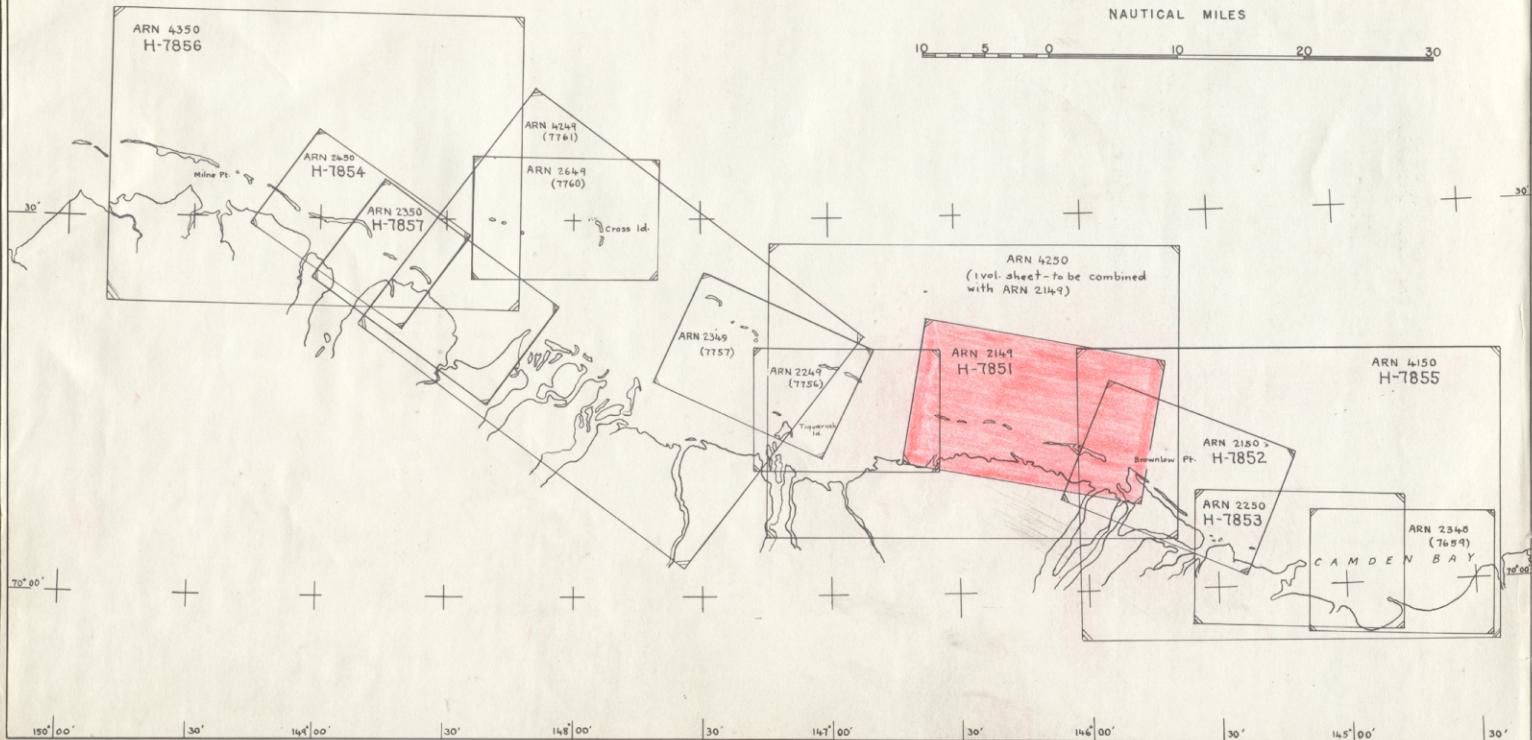 NAUTICAL MILES
10 5 0 10 20 30
ARN 4350
H-7856
ARN 4249
(7761)
ARN 2450
H-7854
ARN 2649
(7760)
Milne Pt.
30'
30'
ARN 2350
H-7857
Cross Id.
ARN 4250
(1 vol. sheet - to be combined
with ARN 2149)
ARN 2349
(7757)
ARN 2249
(7756)
ARN 2149
H-7851
ARN 4150
H-7855
Tigvariak
Id.
Brownlow Pt.
ARN 2150
H-7852
ARN 2250
H-7853
ARN 2348
(7659)
CAMDEN BAY
70°00'
70°00'
150°00' 30' 149°00' 30' 148°00' 30' 147°00' 30' 146°00' 30' 145°00' 30'